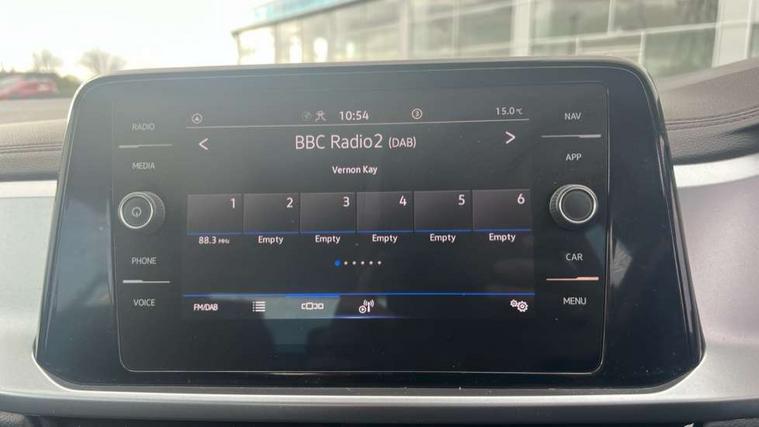 10:54
3
15.0 °C
RADIO
NAV
BBC Radio2 (DAB)
MEDIA
APP
Vernon Kay
1 2 3 4 5 6
88.3 MHz Empty Empty Empty Empty Empty
PHONE
CAR
VOICE
FM/DAB
MENU